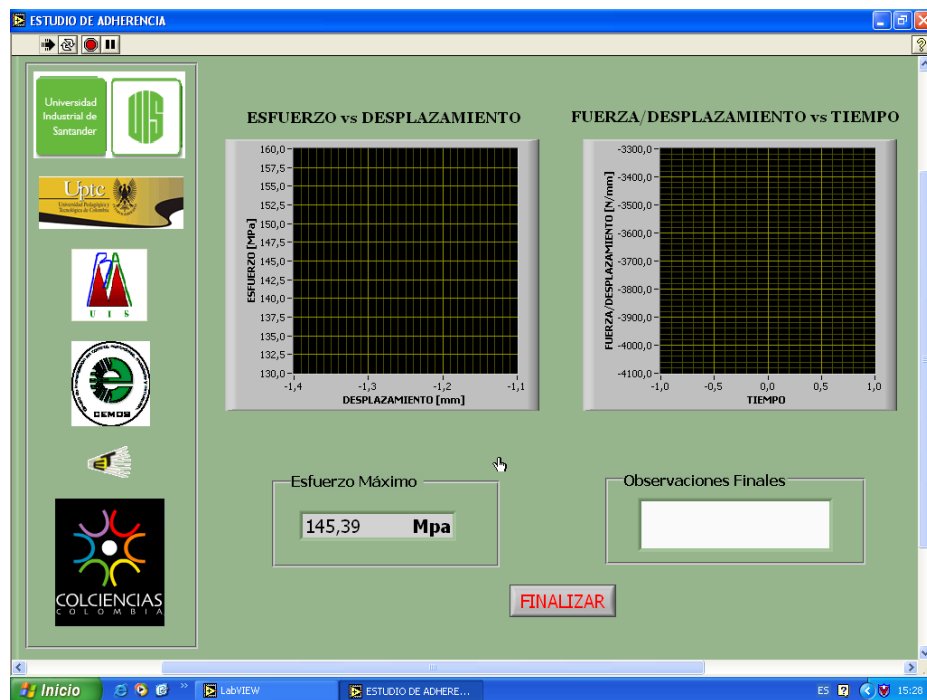 ESTUDIO DE ADHERENCIA
Universidad
Industrial de
Santander
UIS
Uptc
Universidad Pedagógica y
Tecnológica de Colombia
U I S
CEMOS
COLCIENCIAS
COLOMBIA
ESFUERZO vs DESPLAZAMIENTO
ESFUERZO [MPa]
160,0
157,5
155,0
152,5
150,0
147,5
145,0
142,5
140,0
137,5
135,0
132,5
130,0
-1,4
-1,3
-1,2
-1,1
DESPLAZAMIENTO [mm]
FUERZA/DESPLAZAMIENTO vs TIEMPO
FUERZA/DESPLAZAMIENTO [N/mm]
-3300,0
-3400,0
-3500,0
-3600,0
-3700,0
-3800,0
-3900,0
-4000,0
-4100,0
-1,0
-0,5
0,0
0,5
1,0
TIEMPO
Esfuerzo Máximo
145,39 Mpa
Observaciones Finales
FINALIZAR
Inicio
LabVIEW
ESTUDIO DE ADHERE...
ES
15:28